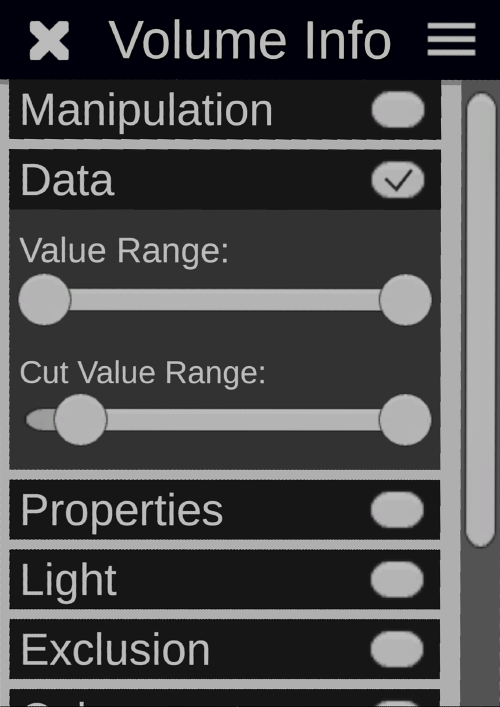 Volume Info
Manipulation
Data
Value Range:
Cut Value Range:
Properties
Light
Exclusion